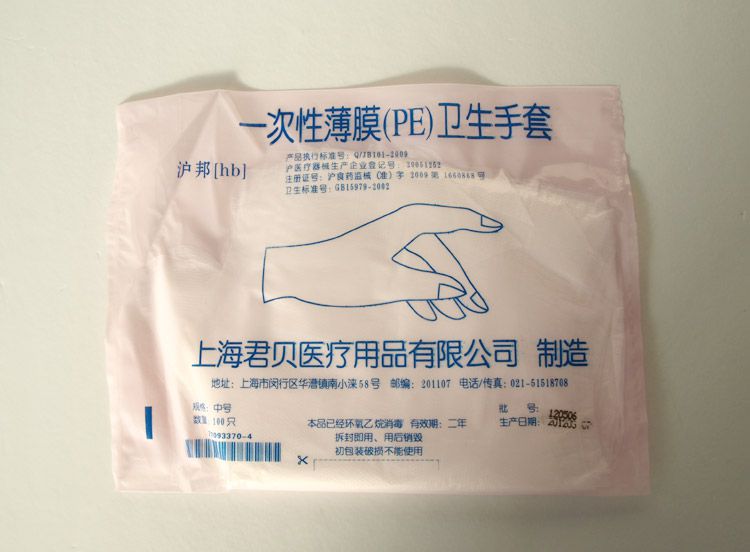 一次性薄膜(PE)卫生手套
沪邦[hb]
产品执行标准号: Q/JB101-2009
沪医疗器械生产企业登记号: 20051252
注册证号: 沪食药监械 (准) 字 2009 第 1660868 号
卫生标准号: GB15979-2002
上海君贝医疗用品有限公司 制造
地址: 上海市闵行区华漕镇南小涞58号 邮编: 201107 电话/传真: 021-51518708
规格: 中号
数量: 100 只
093370-4
本品已经环氧乙烷消毒 有效期: 二年
拆封即用、用后销毁
初包装破损不能使用
批 号: 120506
生产日期: